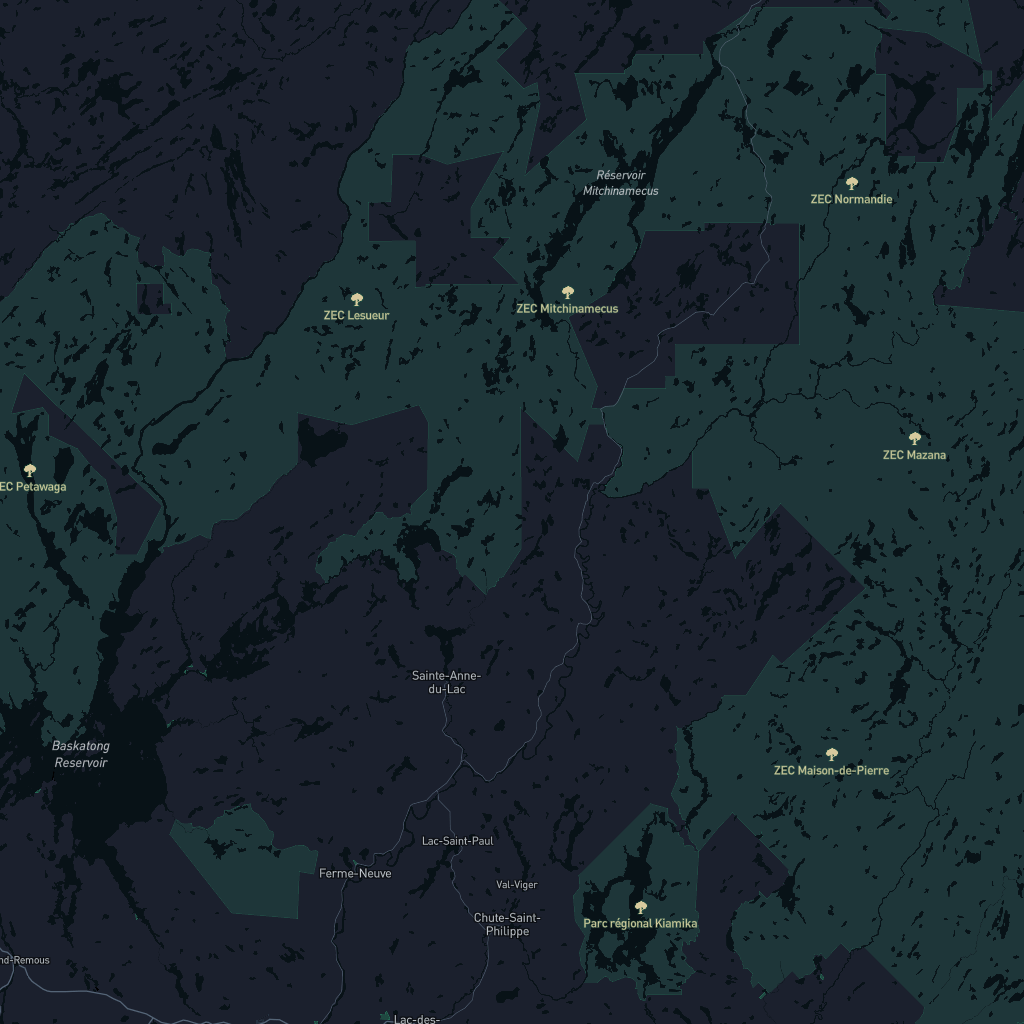 Réservoir
Mitchinamecus
ZEC Normandie
ZEC Lesueur
ZEC Mitchinamecus
ZEC Mazana
EC Petawaga
Sainte-Anne-
du-Lac
Baskatong
Reservoir
ZEC Maison-de-Pierre
Lac-Saint-Paul
Ferme-Neuve
Val-Viger
Chute-Saint-
Philippe
Parc régional Kiamika
nd-Remous
Lac-des-